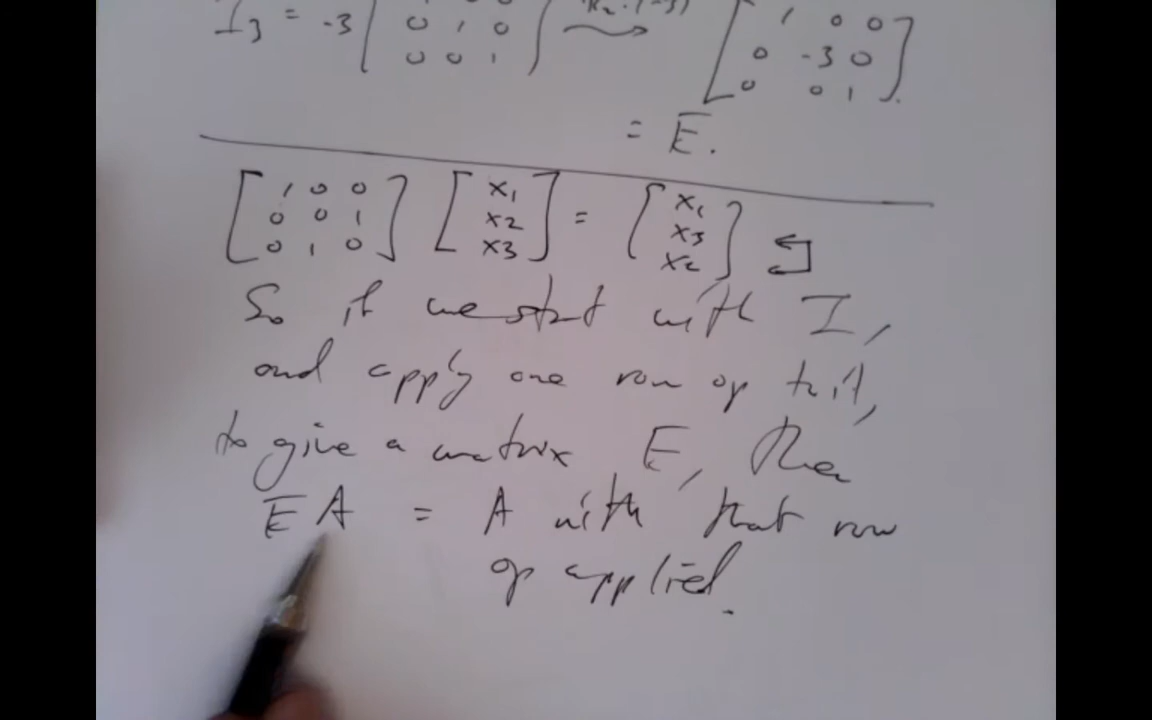 I3 = -3 [ 0 1 0 0 0 1 ] [ 1 0 0 0 -3 0 0 0 1 ].
= E.
[ 1 0 0 0 0 1 0 1 0 ] [ x1 x2 x3 ] = [ x1 x3 x2 ]
So if we start with I,
and apply one row op to it,
to give a matrix E, then
EA = A with that row
op applied.